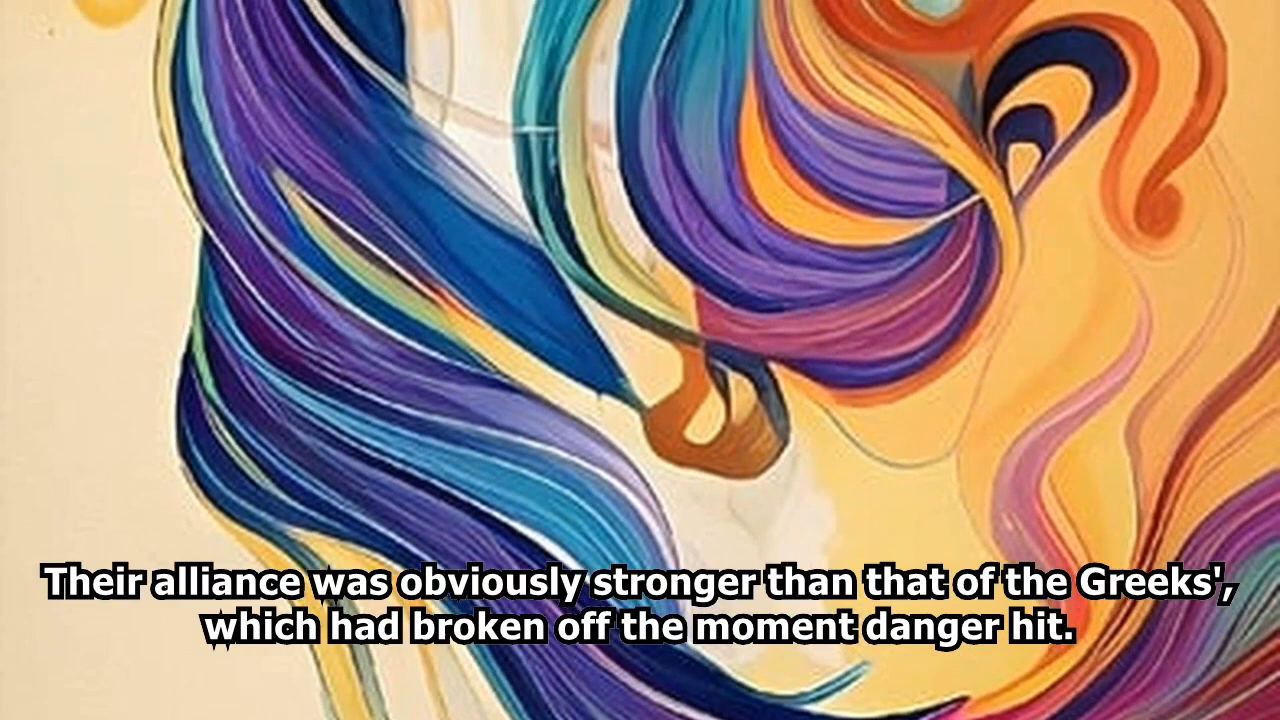 Their alliance was obviously stronger than that of the Greeks',
which had broken off the moment danger hit.